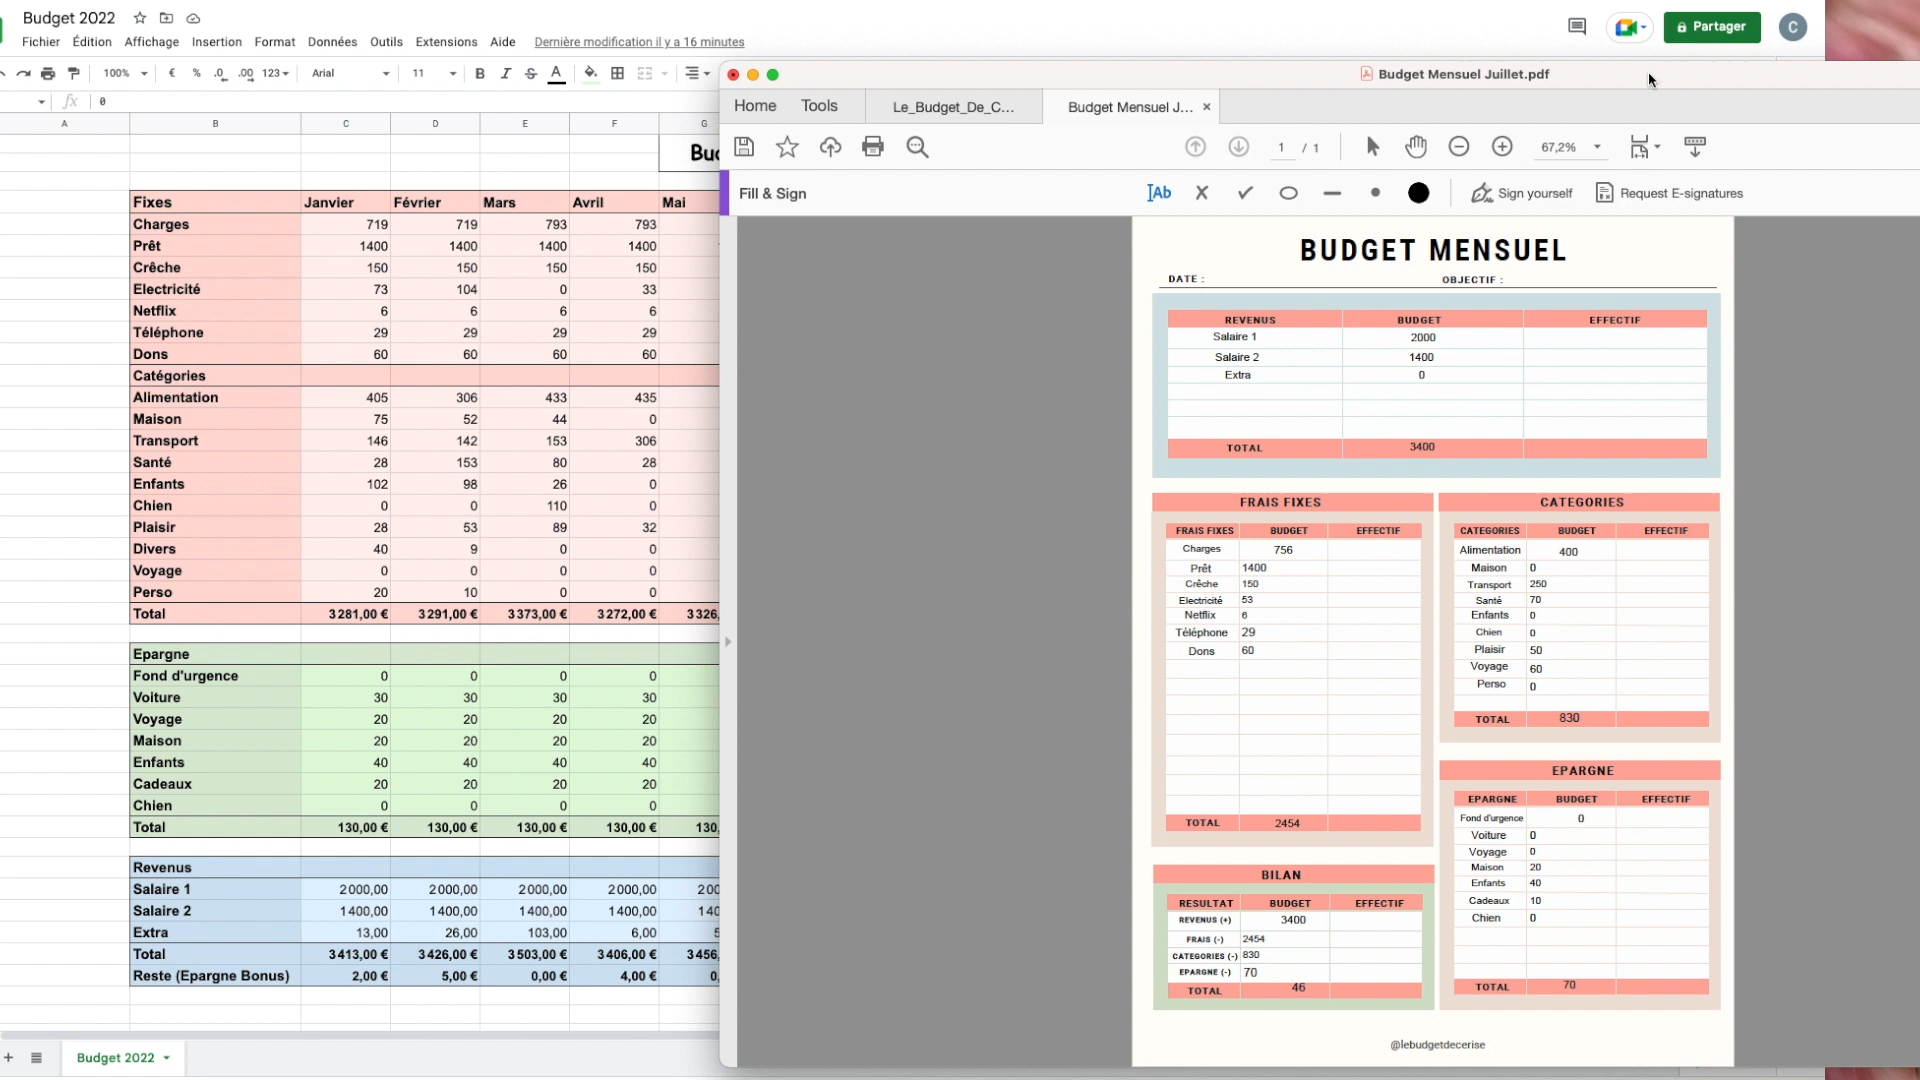 Budget 2022
Fichier Édition Affichage Insertion Format Données Outils Extensions Aide Dernière modification il y a 16 minutes
Partager
C
100% € % .0 .00 123 Arial 11 B I S A
fx 0
A B C D E F G
Fixes Janvier Février Mars Avril Mai
Charges 719 719 793 793
Prêt 1400 1400 1400 1400
Crêche 150 150 150 150
Electricité 73 104 0 33
Netflix 6 6 6 6
Téléphone 29 29 29 29
Dons 60 60 60 60
Catégories
Alimentation 405 306 433 435
Maison 75 52 44 0
Transport 146 142 153 306
Santé 28 153 80 28
Enfants 102 98 26 0
Chien 0 0 110 0
Plaisir 28 53 89 32
Divers 40 9 0 0
Voyage 0 0 0 0
Perso 20 10 0 0
Total 3 281,00 € 3 291,00 € 3 373,00 € 3 272,00 € 3 326,
Epargne
Fond d'urgence 0 0 0 0
Voiture 30 30 30 30
Voyage 20 20 20 20
Maison 20 20 20 20
Enfants 40 40 40 40
Cadeaux 20 20 20 20
Chien 0 0 0 0
Total 130,00 € 130,00 € 130,00 € 130,00 € 130,
Revenus
Salaire 1 2 000,00 2 000,00 2 000,00 2 000,00 2 00
Salaire 2 1 400,00 1 400,00 1 400,00 1 400,00 1 40
Extra 13,00 26,00 103,00 6,00 5
Total 3 413,00 € 3 426,00 € 3 503,00 € 3 406,00 € 3 456,
Reste (Epargne Bonus) 2,00 € 5,00 € 0,00 € 4,00 € 0,
Budget 2022
Budget Mensuel Juillet.pdf
Home Tools Le_Budget_De_C... Budget Mensuel J... ×
1 / 1 67,2%
Fill & Sign Ab Sign yourself Request E-signatures
BUDGET MENSUEL
DATE : OBJECTIF :
REVENUS BUDGET EFFECTIF
Salaire 1 2000
Salaire 2 1400
Extra 0
TOTAL 3400
FRAIS FIXES
FRAIS FIXES BUDGET EFFECTIF
Charges 756
Prêt 1400
Crêche 150
Electricité 53
Netflix 6
Téléphone 29
Dons 60
TOTAL 2454
CATEGORIES
CATEGORIES BUDGET EFFECTIF
Alimentation 400
Maison 0
Transport 250
Santé 70
Enfants 0
Chien 0
Plaisir 50
Voyage 60
Perso 0
TOTAL 830
BILAN
RESULTAT BUDGET EFFECTIF
REVENUS (+) 3400
FRAIS (-) 2454
CATEGORIES (-) 830
EPARGNE (-) 70
TOTAL 46
EPARGNE
EPARGNE BUDGET EFFECTIF
Fond d'urgence 0
Voiture 0
Voyage 0
Maison 20
Enfants 40
Cadeaux 10
Chien 0
TOTAL 70
@lebudgetdecerise